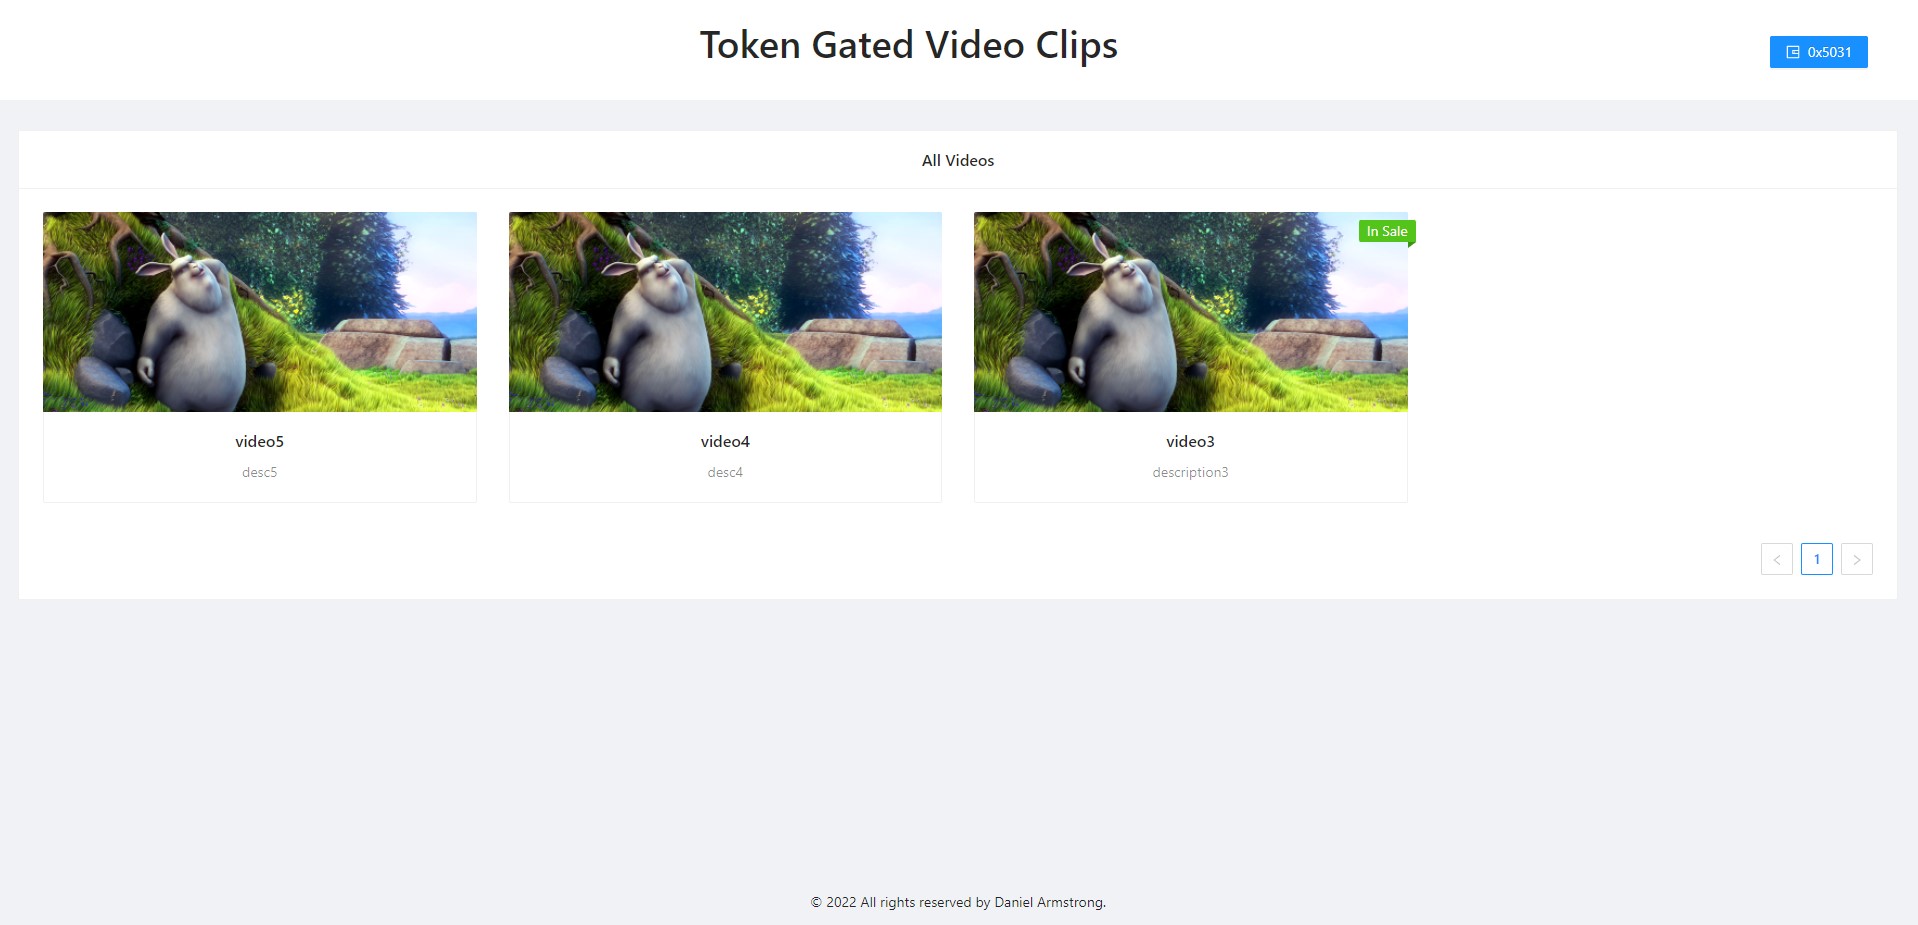 Token Gated Video Clips
0x5031
All Videos
In Sale
video5
desc5
video4
desc4
video3
description3
1
© 2022 All rights reserved by Daniel Armstrong.